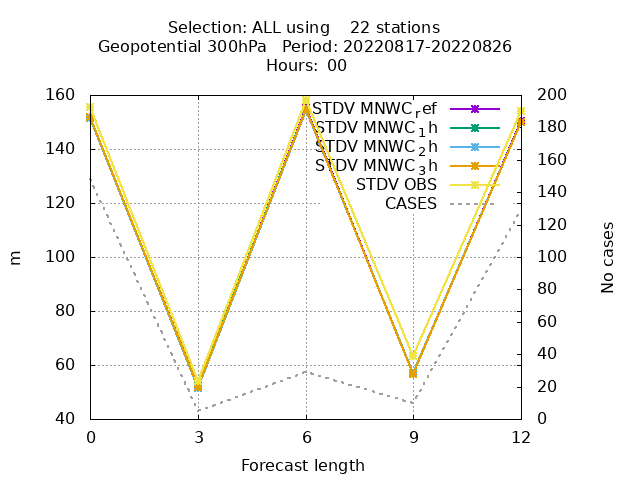 Selection: ALL using 22 stations
Geopotential 300hPa Period: 20220817-20220826
Hours: 00
160
140
120
100
80
60
40
m
200
180
160
140
120
100
80
60
40
20
0
No cases
STDV MNWC_ref
STDV MNWC_1h
STDV MNWC_2h
STDV MNWC_3h
STDV OBS
CASES
0 3 6 9 12
Forecast length